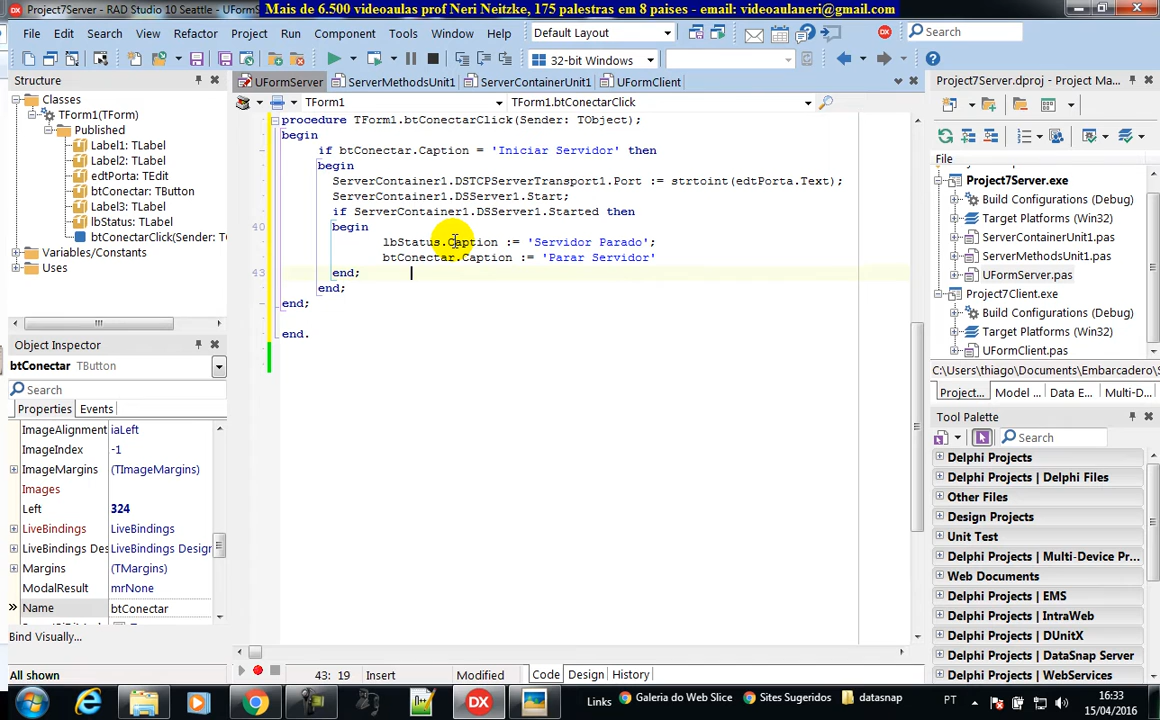 Project7Server - RAD Studio 10 Seattle - UFormS
Mais de 6.500 videoaulas prof Neri Neitzke, 175 palestras em 8 paises - email: videoaulaneri@gmail.com
File Edit Search View Refactor Project Run Component Tools Window Help
Default Layout
Search
32-bit Windows
Structure
Classes
TForm1(TForm)
Published
Label1: TLabel
Label2: TLabel
edtPorta: TEdit
btConectar: TButton
Label3: TLabel
lbStatus: TLabel
btConectarClick(Sender: TO
Variables/Constants
Uses
Object Inspector
btConectar TButton
Search
Properties Events
ImageAlignment iaLeft
ImageIndex -1
ImageMargins (TImageMargins)
Images
Left 324
LiveBindings LiveBindings
LiveBindings Des LiveBindings Design
Margins (TMargins)
ModalResult mrNone
Name btConectar
Bind Visually...
All shown
UFormServer ServerMethodsUnit1 ServerContainerUnit1 UFormClient
TForm1 TForm1.btConectarClick
procedure TForm1.btConectarClick(Sender: TObject);
begin
if btConectar.Caption = 'Iniciar Servidor' then
begin
ServerContainer1.DSTCPServerTransport1.Port := strtoint(edtPorta.Text);
ServerContainer1.DSServer1.Start;
if ServerContainer1.DSServer1.Started then
40 begin
lbStatus.Caption := 'Servidor Parado';
btConectar.Caption := 'Parar Servidor'
43 end;
end;
end;
end.
43: 19 Insert Modified Code Design History
Project7Server.dproj - Project Ma...
File
Project7Server.exe
Build Configurations (Debug)
Target Platforms (Win32)
ServerContainerUnit1.pas
ServerMethodsUnit1.pas
UFormServer.pas
Project7Client.exe
Build Configurations (Debug)
Target Platforms (Win32)
UFormClient.pas
C:\Users\thiago\Documents\Embarcadero\S
Project... Model ... Data E... Multi-D...
Tool Palette
Search
Delphi Projects
Delphi Projects | Delphi Files
Other Files
Design Projects
Unit Test
Delphi Projects | Multi-Device Pr...
Web Documents
Delphi Projects | EMS
Delphi Projects | IntraWeb
Delphi Projects | DUnitX
Delphi Projects | DataSnap
Delphi Projects | WebServices
Links Galeria do Web Slice Sites Sugeridos datasnap PT 16:33
15/04/2016